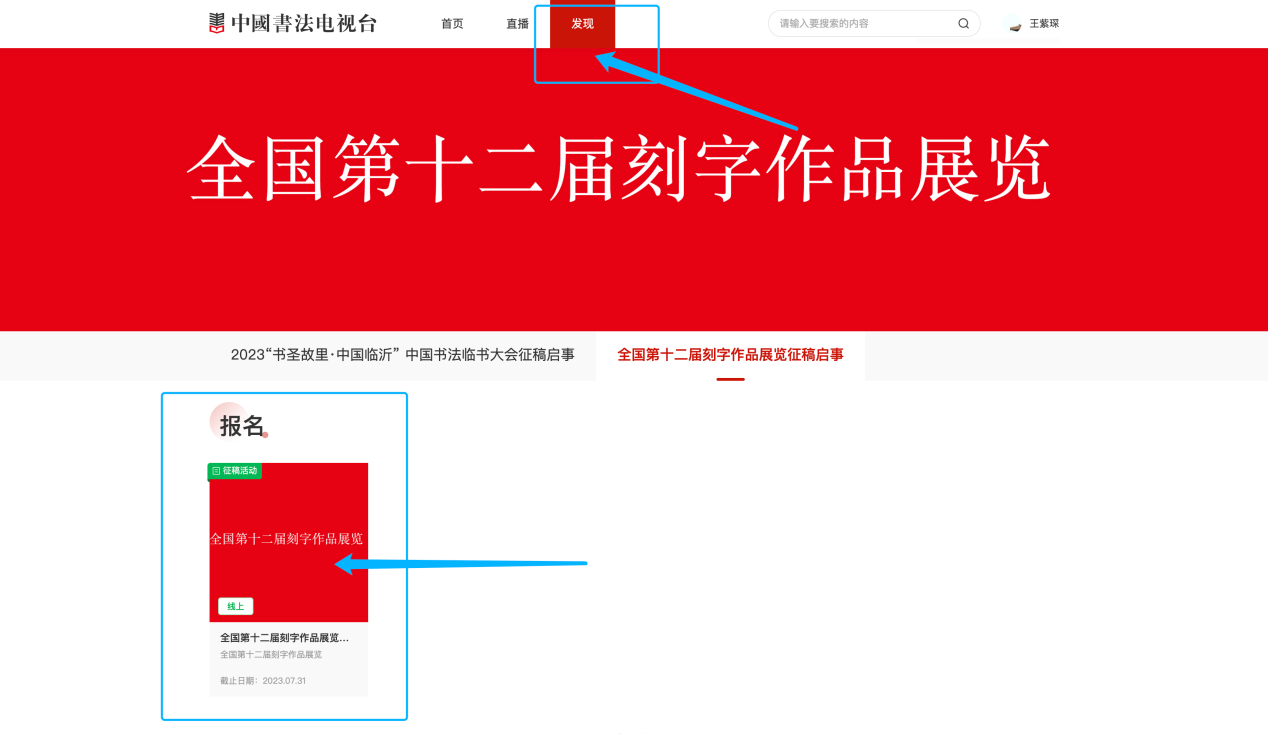 中國書法电视台
首页
直播
发现
请输入要搜索的内容
王紫琛
全国第十二届刻字作品展览
2023“书圣故里·中国临沂” 中国书法临书大会征稿启事
全国第十二届刻字作品展览征稿启事
报名
征稿活动
全国第十二届刻字作品展览
线上
全国第十二届刻字作品展览...
全国第十二届刻字作品展览
截止日期：2023.07.31